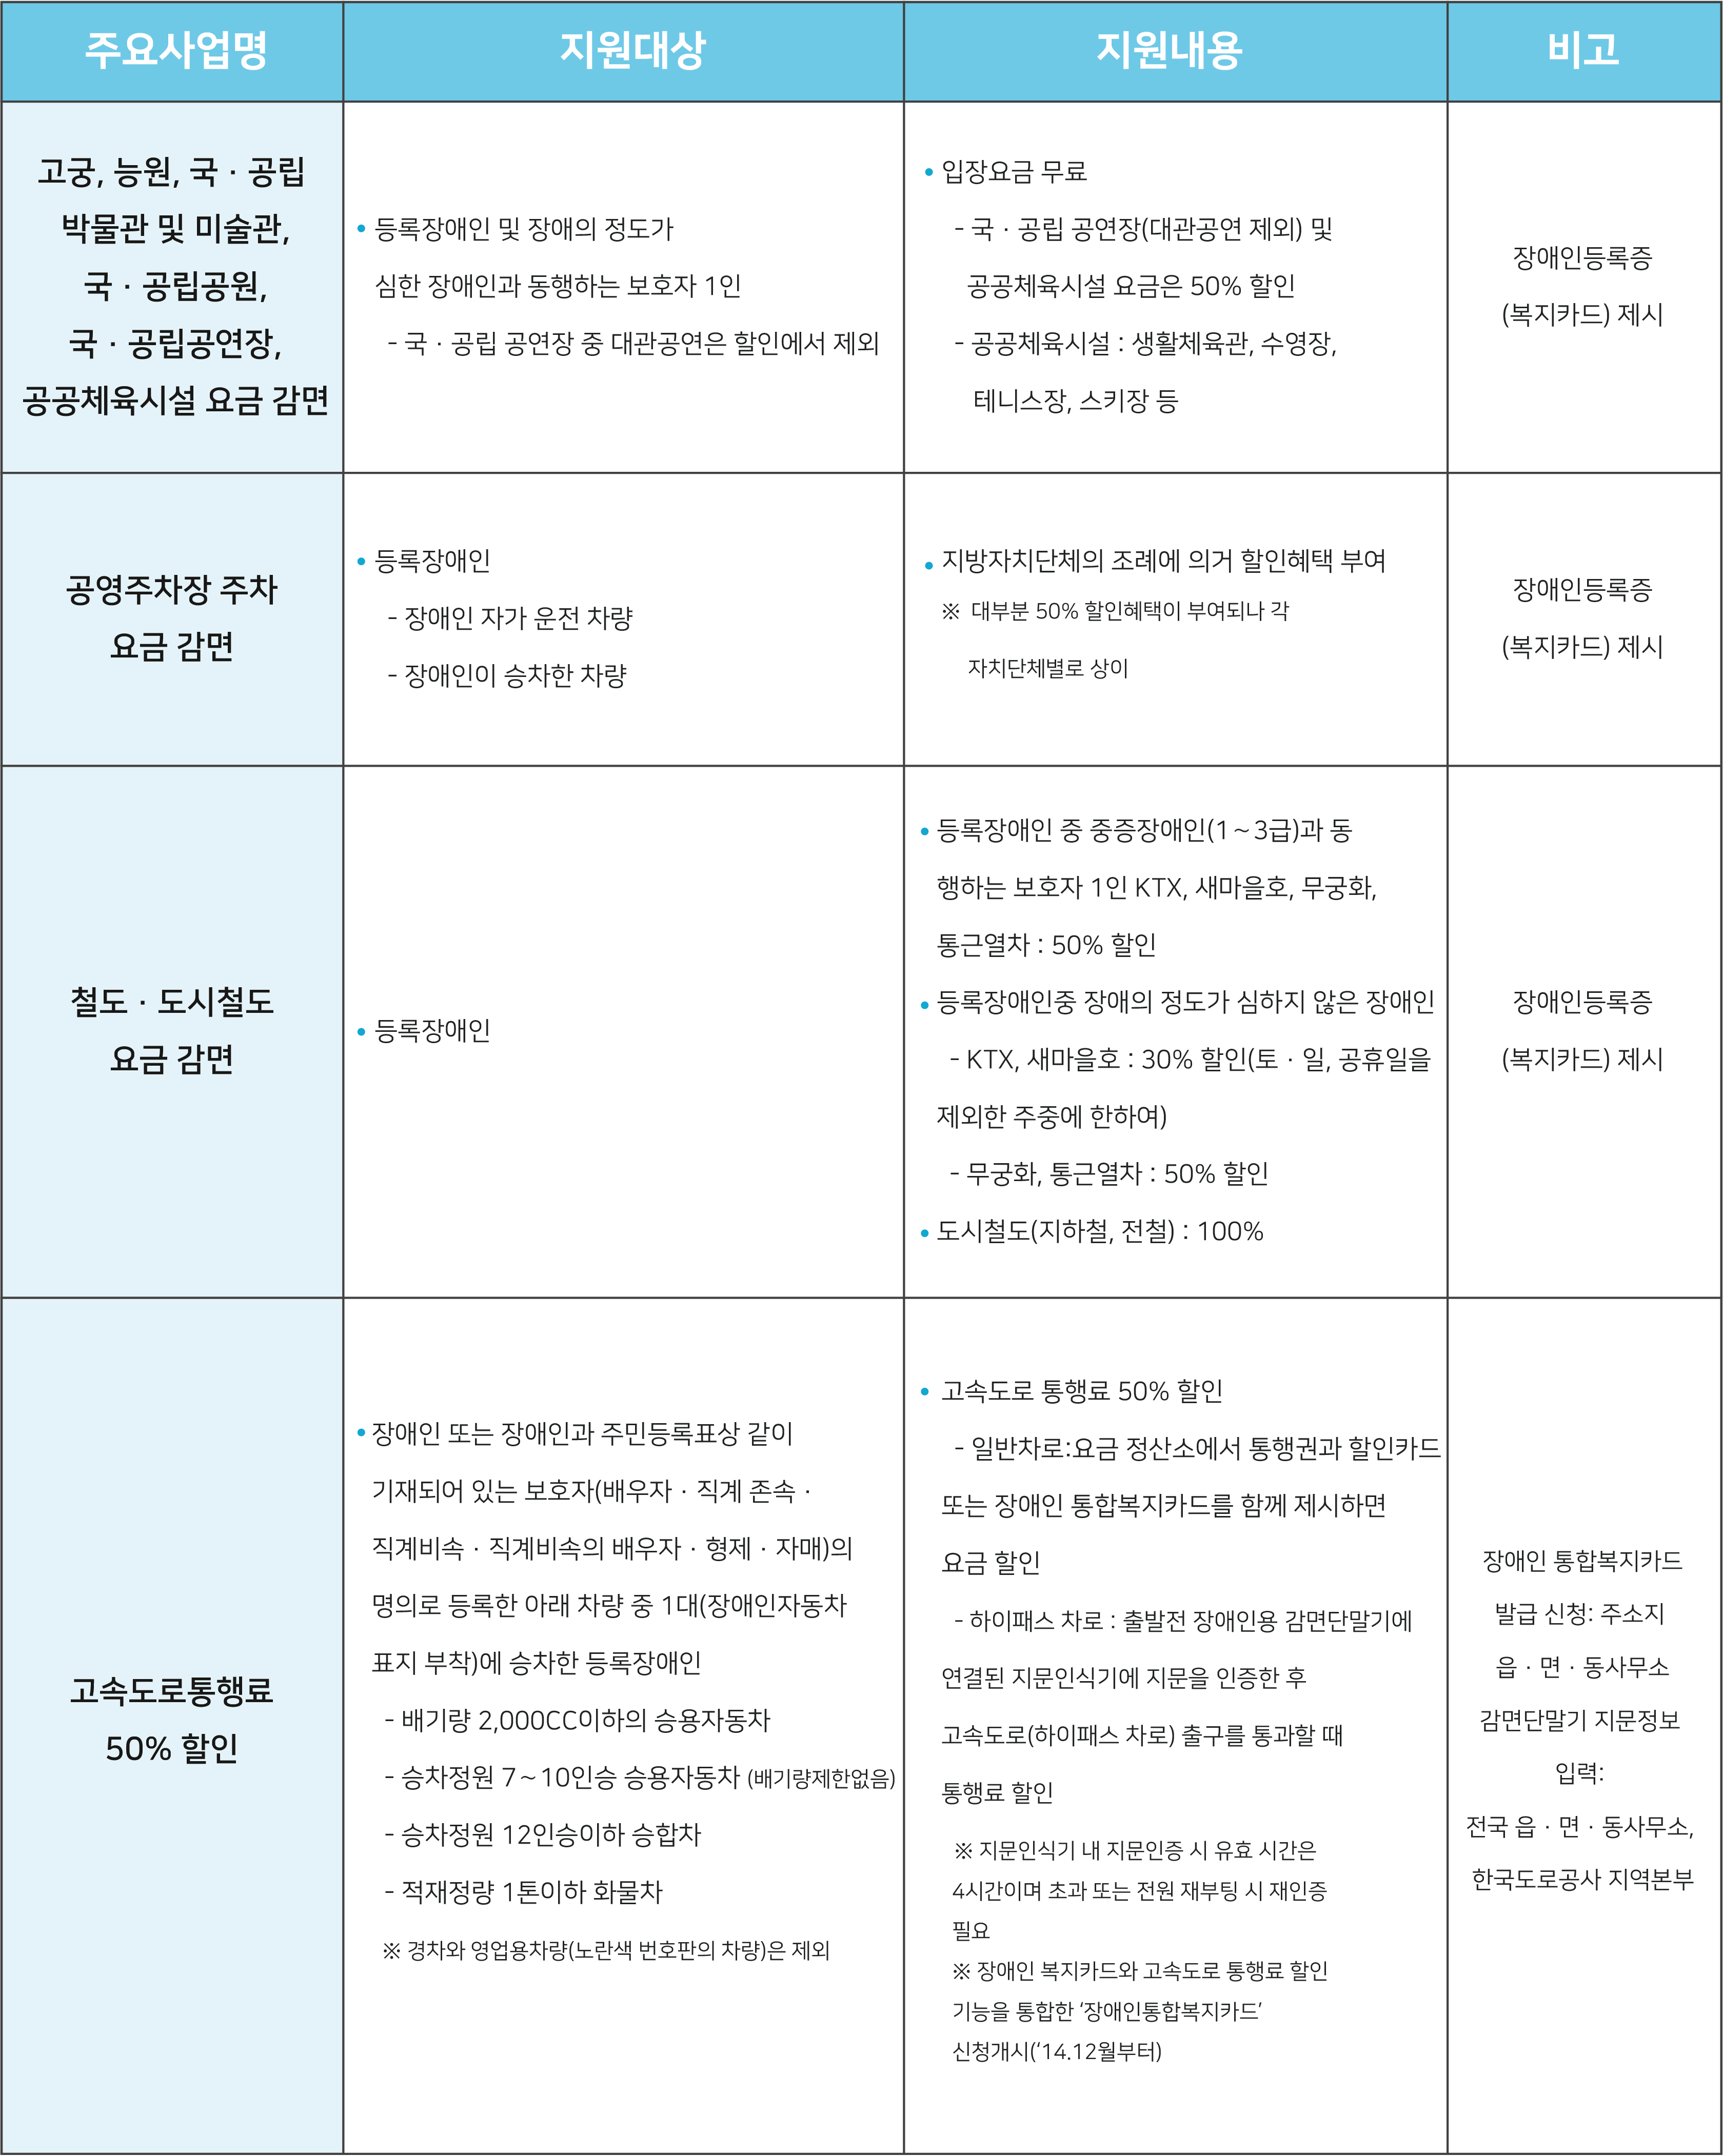 주요사업명
지원대상
지원내용
비고
고궁, 능원, 국 · 공립
박물관 및 미술관,
국 · 공립공원,
국 · 공립공연장,
공공체육시설 요금 감면
• 등록장애인 및 장애의 정도가
심한 장애인과 동행하는 보호자 1인
- 국 · 공립 공연장 중 대관공연은 할인에서 제외
• 입장요금 무료
- 국 · 공립 공연장(대관공연 제외) 및
공공체육시설 요금은 50% 할인
- 공공체육시설 : 생활체육관, 수영장,
테니스장, 스키장 등
장애인등록증
(복지카드) 제시
공영주차장 주차
요금 감면
• 등록장애인
- 장애인 자가 운전 차량
- 장애인이 승차한 차량
• 지방자치단체의 조례에 의거 할인혜택 부여
※ 대부분 50% 할인혜택이 부여되나 각
자치단체별로 상이
장애인등록증
(복지카드) 제시
철도 · 도시철도
요금 감면
• 등록장애인
• 등록장애인 중 중증장애인(1 ~ 3급)과 동
행하는 보호자 1인 KTX, 새마을호, 무궁화,
통근열차 : 50% 할인
• 등록장애인중 장애의 정도가 심하지 않은 장애인
- KTX, 새마을호 : 30% 할인(토 · 일, 공휴일을
제외한 주중에 한하여)
- 무궁화, 통근열차 : 50% 할인
• 도시철도(지하철, 전철) : 100%
장애인등록증
(복지카드) 제시
고속도로통행료
50% 할인
• 장애인 또는 장애인과 주민등록표상 같이
기재되어 있는 보호자(배우자 · 직계 존속 ·
직계비속 · 직계비속의 배우자 · 형제 · 자매)의
명의로 등록한 아래 차량 중 1대(장애인자동차
표지 부착)에 승차한 등록장애인
- 배기량 2,000CC이하의 승용자동차
- 승차정원 7 ~ 10인승 승용자동차 (배기량제한없음)
- 승차정원 12인승이하 승합차
- 적재정량 1톤이하 화물차
※ 경차와 영업용차량(노란색 번호판의 차량)은 제외
• 고속도로 통행료 50% 할인
- 일반차로:요금 정산소에서 통행권과 할인카드
또는 장애인 통합복지카드를 함께 제시하면
요금 할인
- 하이패스 차로 : 출발전 장애인용 감면단말기에
연결된 지문인식기에 지문을 인증한 후
고속도로(하이패스 차로) 출구를 통과할 때
통행료 할인
※ 지문인식기 내 지문인증 시 유효 시간은
4시간이며 초과 또는 전원 재부팅 시 재인증
필요
※ 장애인 복지카드와 고속도로 통행료 할인
기능을 통합한 ‘장애인통합복지카드’
신청개시(‘14.12월부터)
장애인 통합복지카드
발급 신청: 주소지
읍 · 면 · 동사무소
감면단말기 지문정보
입력:
전국 읍 · 면 · 동사무소,
한국도로공사 지역본부